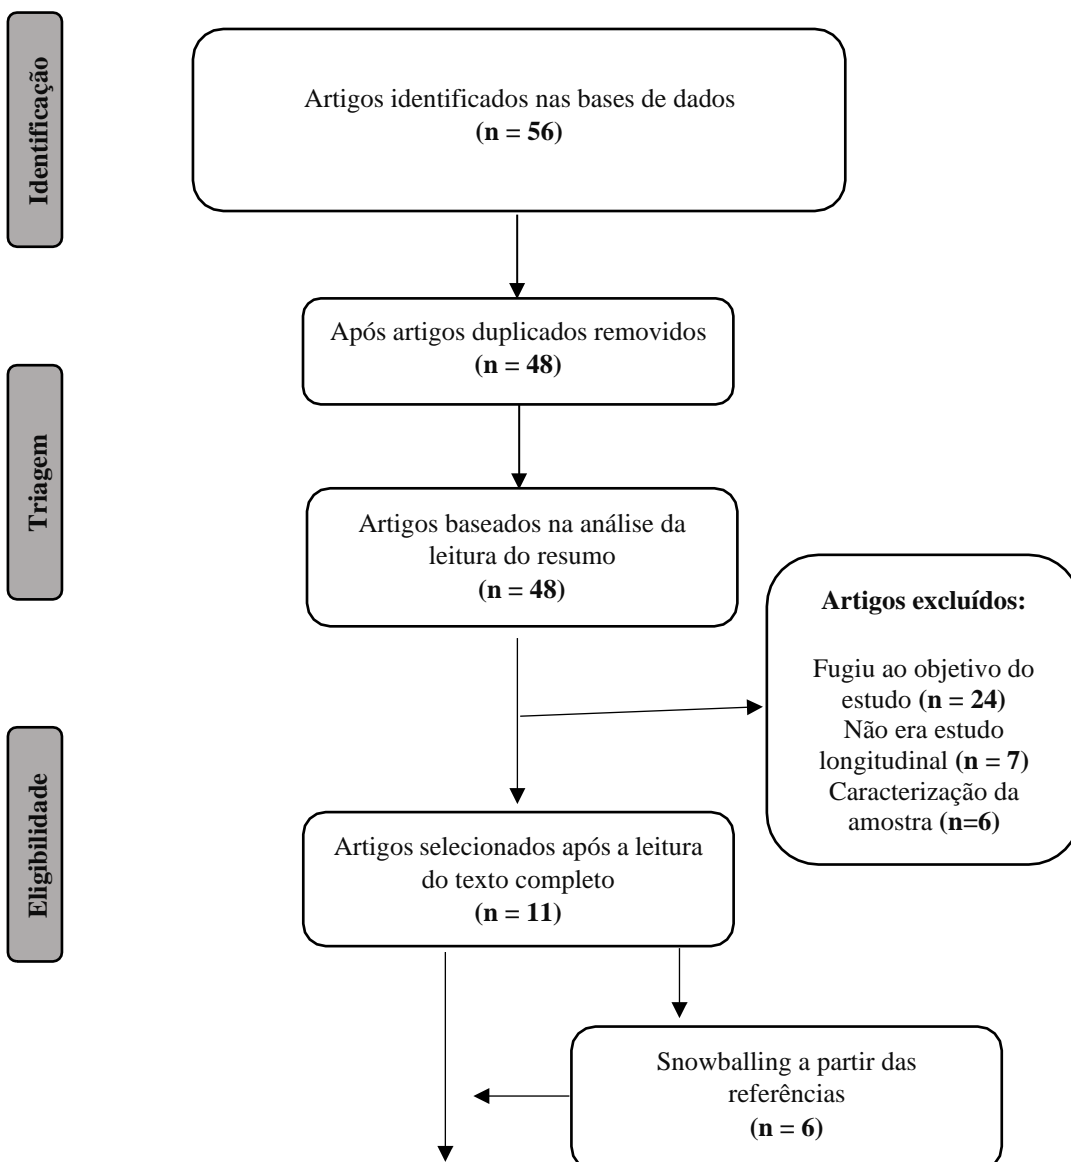 Identificação
Artigos identificados nas bases de dados
(n = 56)
Após artigos duplicados removidos
(n = 48)
Triagem
Artigos baseados na análise da
leitura do resumo
(n = 48)
Artigos excluídos:
Fugiu ao objetivo do
estudo (n = 24)
Não era estudo
longitudinal (n = 7)
Caracterização da
amostra (n=6)
Eligibilidade
Artigos selecionados após a leitura
do texto completo
(n = 11)
Snowballing a partir das
referências
(n = 6)